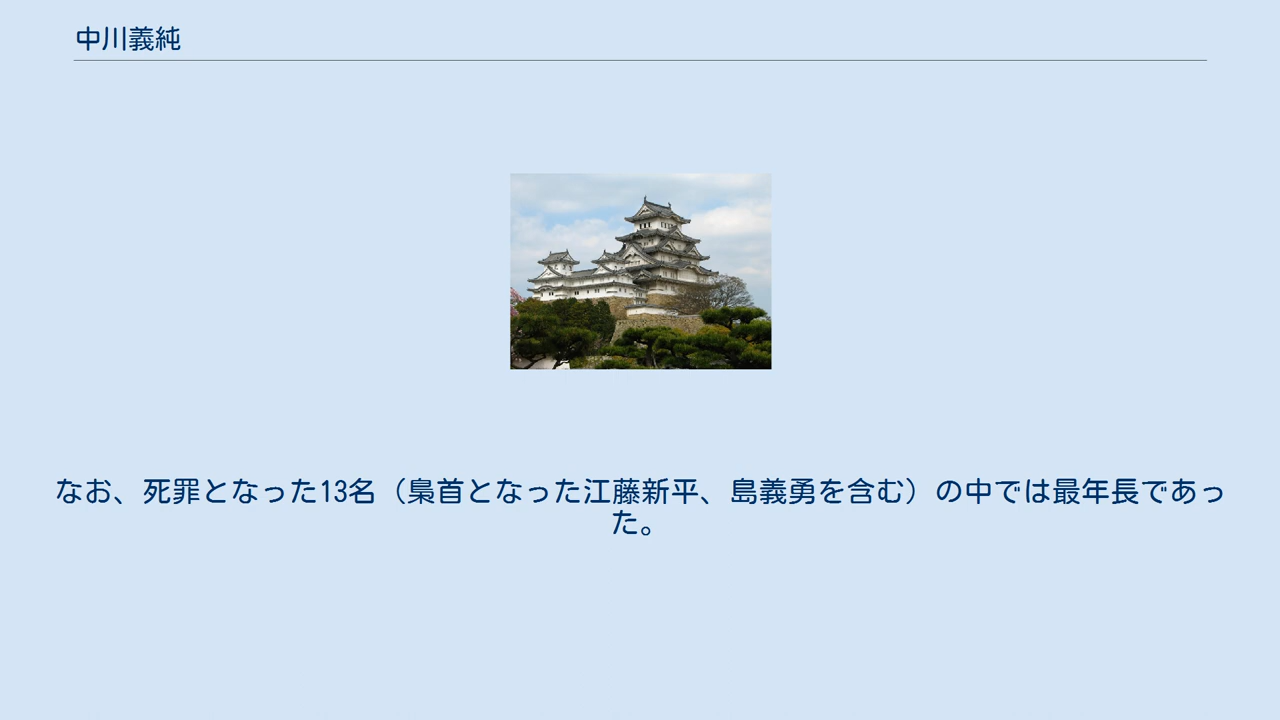 中川義純
なお、死罪となった13名（梟首となった江藤新平、島義勇を含む）の中では最年長であっ
た。